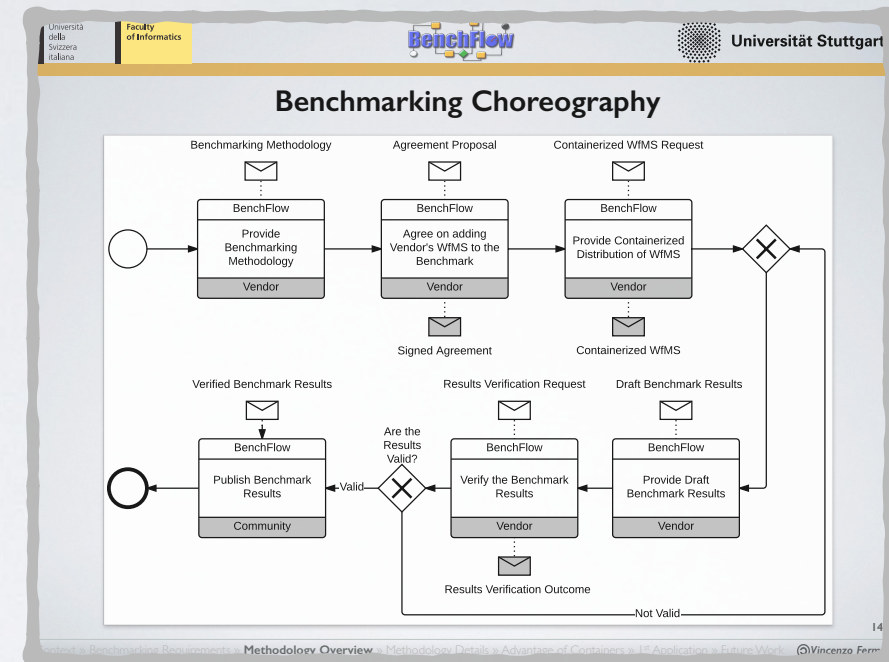 Università
della
Svizzera
italiana
Faculty
of Informatics
BenchFlow
Universität Stuttgart
Benchmarking Choreography
Benchmarking Methodology
Agreement Proposal
Containerized WfMS Request
BenchFlow
Provide
Benchmarking
Methodology
Vendor
BenchFlow
Agree on adding
Vendor's WfMS to the
Benchmark
Vendor
Signed Agreement
BenchFlow
Provide Containerized
Distribution of WfMS
Vendor
Containerized WfMS
Verified Benchmark Results
Results Verification Request
Draft Benchmark Results
BenchFlow
Publish Benchmark
Results
Community
Are the
Results
Valid?
Valid
BenchFlow
Verify the Benchmark
Results
Vendor
Results Verification Outcome
BenchFlow
Provide Draft
Benchmark Results
Vendor
Not Valid
14
» Benchmarking Requirements » Methodology Overview » Methodology Details » Advantage of Containers » 1st Application » Future Work Vincenzo